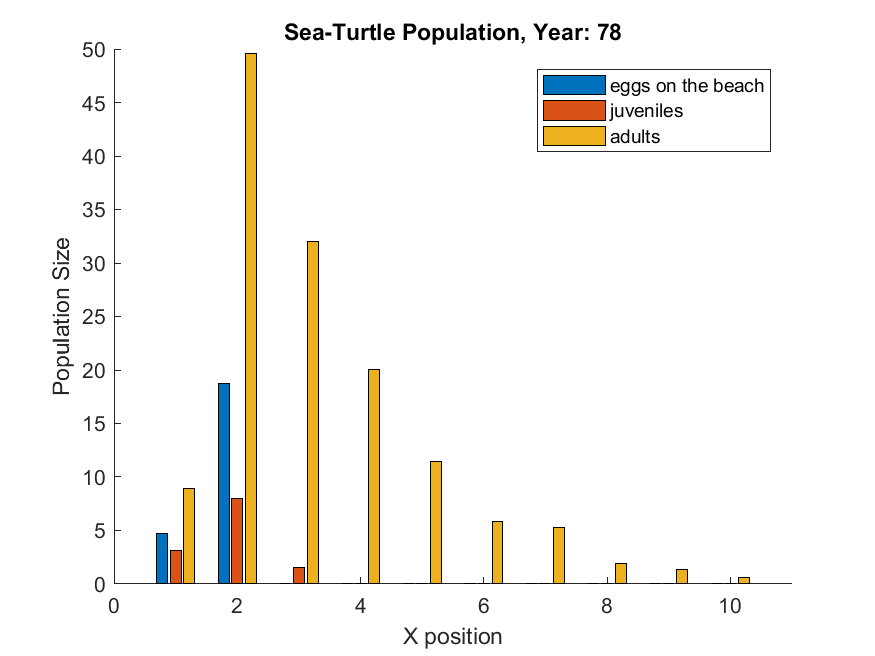 Sea-Turtle Population, Year: 78
50
45
40
35
30
25
20
15
10
5
0
Population Size
eggs on the beach
juveniles
adults
0 2 4 6 8 10
X position